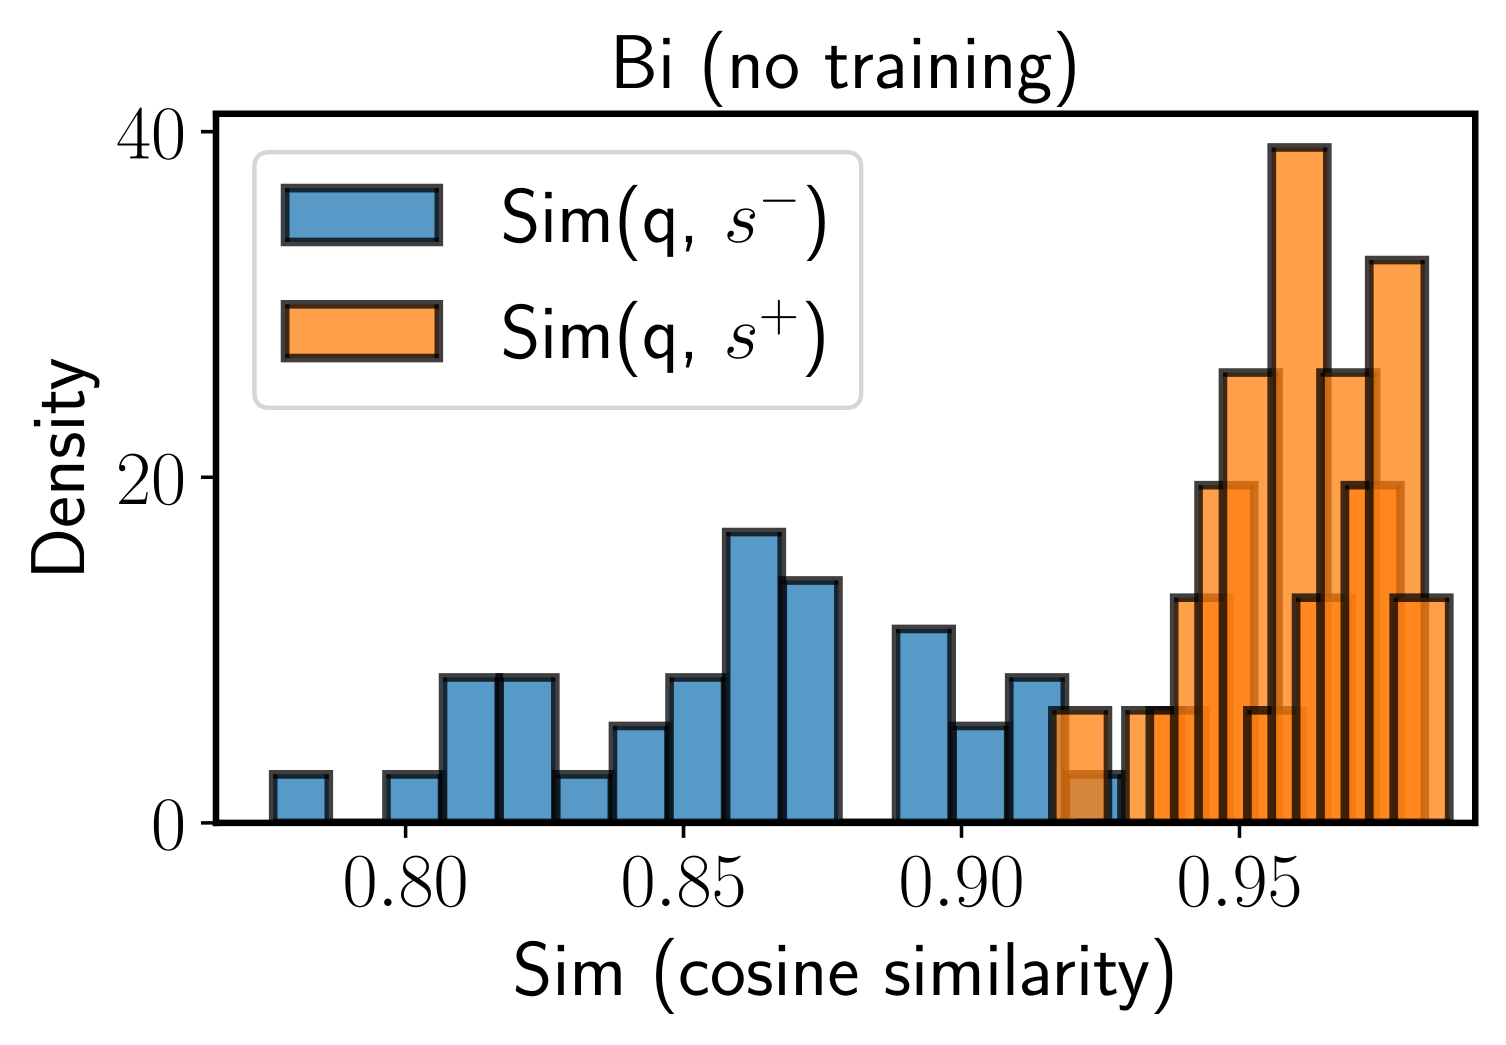 Bi (no training)
40
20
0
Density
Sim(q, s⁻)
Sim(q, s⁺)
0.80 0.85 0.90 0.95
Sim (cosine similarity)